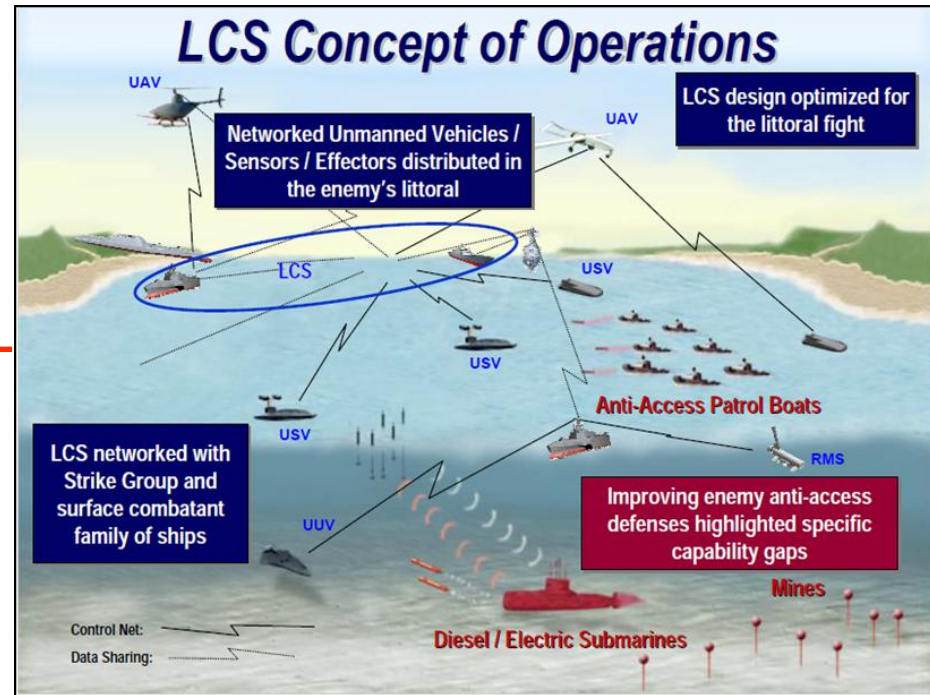 LCS Concept of Operations
UAV
LCS design optimized for
the littoral fight
Networked Unmanned Vehicles /
Sensors / Effectors distributed in
the enemy's littoral
UAV
LCS
USV
USV
Anti-Access Patrol Boats
USV
LCS networked with
Strike Group and
surface combatant
family of ships
RMS
Improving enemy anti-access
defenses highlighted specific
capability gaps
UUV
Mines
Control Net:
Diesel / Electric Submarines
Data Sharing: